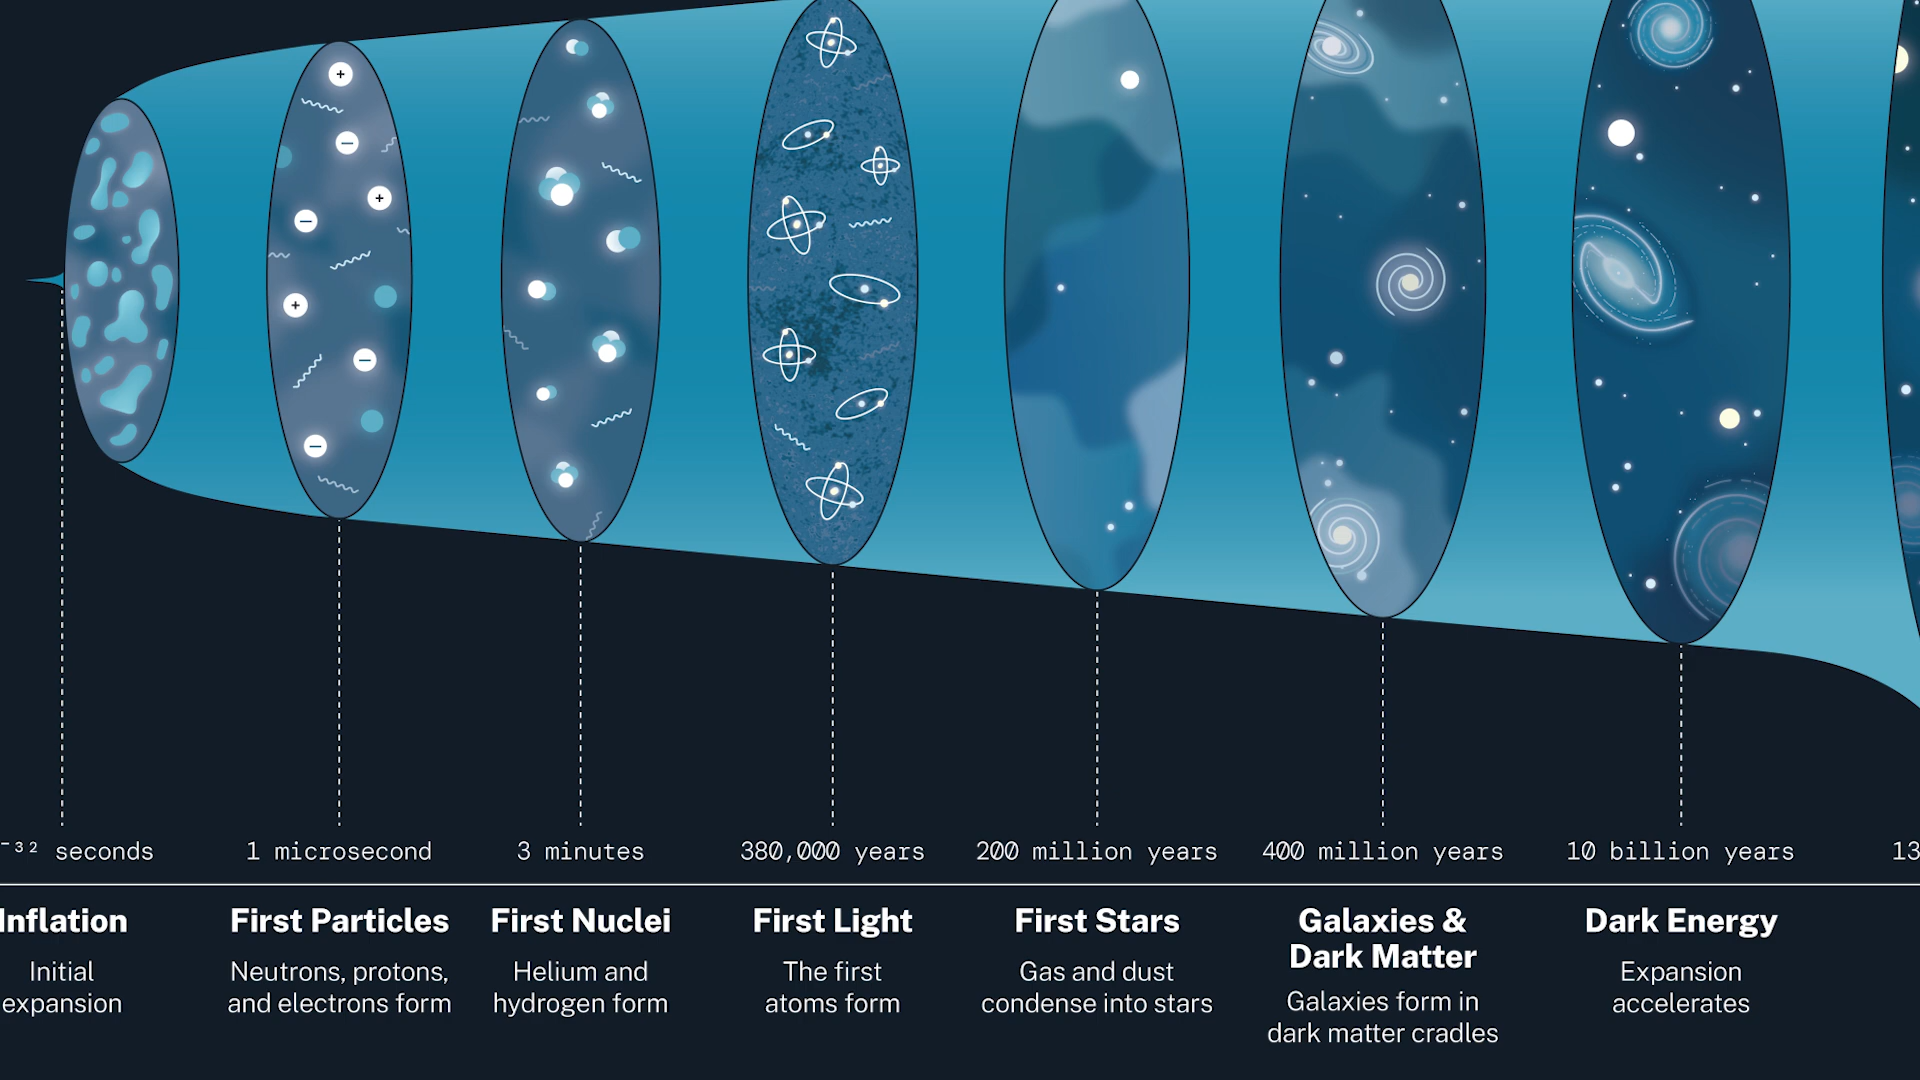 ⁻³² seconds
1 microsecond
3 minutes
380,000 years
200 million years
400 million years
10 billion years
13
Inflation
Initial
expansion
First Particles
Neutrons, protons,
and electrons form
First Nuclei
Helium and
hydrogen form
First Light
The first
atoms form
First Stars
Gas and dust
condense into stars
Galaxies &
Dark Matter
Galaxies form in
dark matter cradles
Dark Energy
Expansion
accelerates